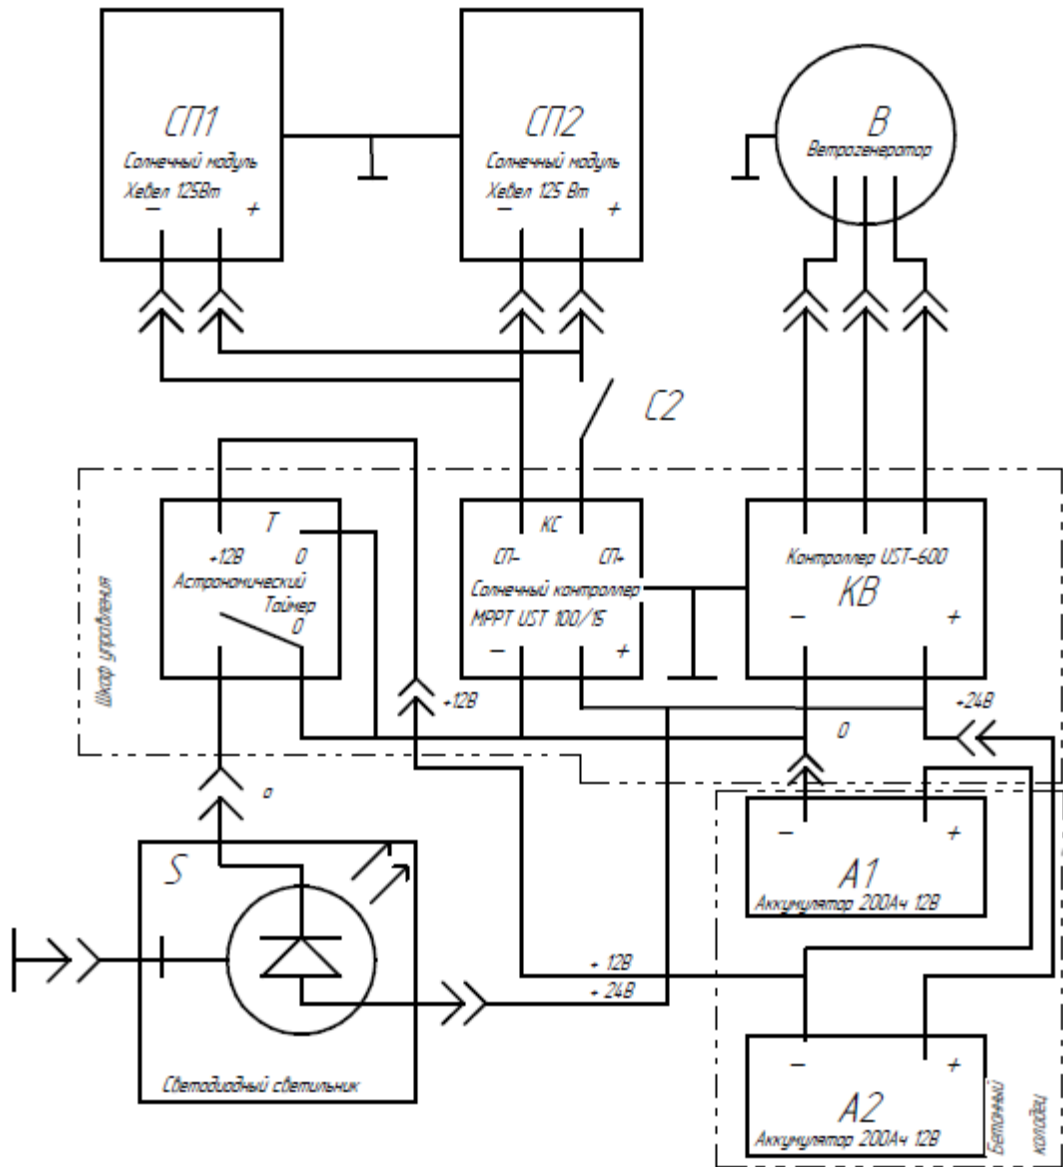 СП1
Солнечный модуль
Хевел 125Вт
− +
СП2
Солнечный модуль
Хевел 125 Вт
− +
В
Ветрогенератор
С2
Шкаф управления
Т
+12В 0
Астрономический
Таймер
0
КС
СП- СП+
Солнечный контроллер
МРРТ UST 100/15
− +
Контроллер UST-600
КВ
− +
+12В
0
+24В
0
S
Светодиодный светильник
+ 12В
+ 24В
− +
А1
Аккумулятор 200Ач 12В
− +
А2
Аккумулятор 200Ач 12В
Бетонный
колодец